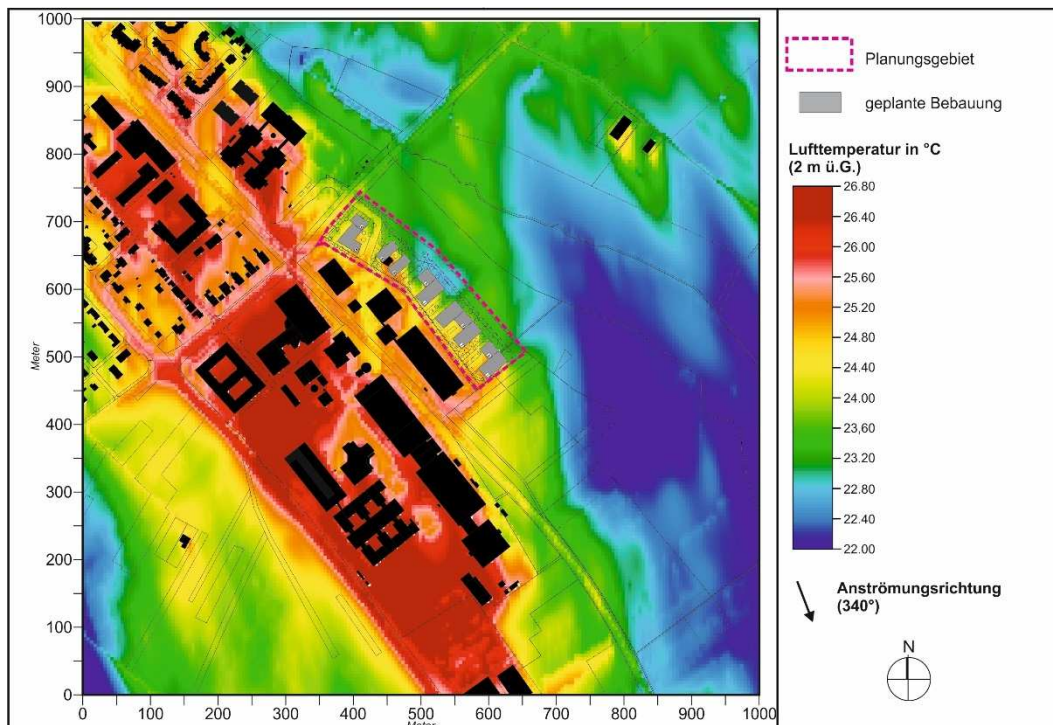 1000
900
800
700
600
500
400
300
200
100
0
Meter
0 100 200 300 400 500 600 700 800 900 1000
Meter
Planungsgebiet
geplante Bebauung
Lufttemperatur in °C
(2 m ü.G.)
26.80
26.40
26.00
25.60
25.20
24.80
24.40
24.00
23.60
23.20
22.80
22.40
22.00
Anströmungsrichtung
(340°)
N